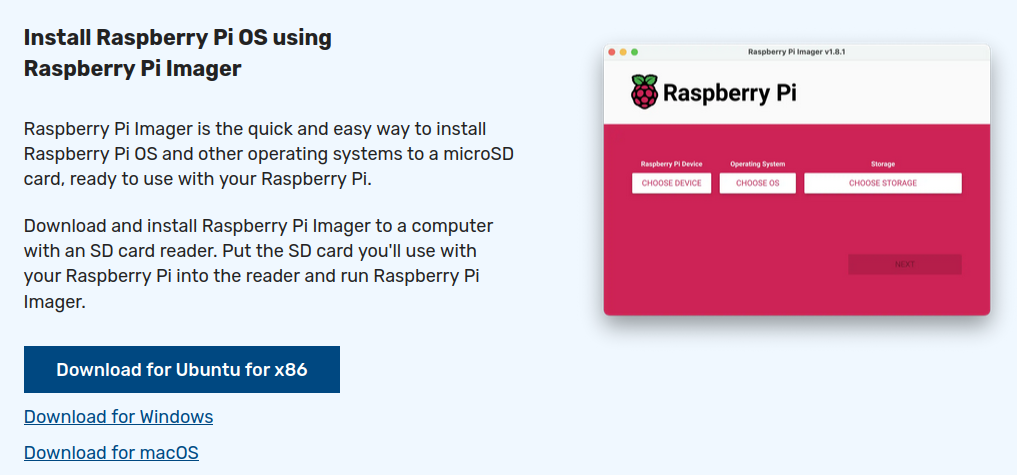 Install Raspberry Pi OS using
Raspberry Pi Imager
Raspberry Pi Imager is the quick and easy way to install
Raspberry Pi OS and other operating systems to a microSD
card, ready to use with your Raspberry Pi.
Download and install Raspberry Pi Imager to a computer
with an SD card reader. Put the SD card you'll use with
your Raspberry Pi into the reader and run Raspberry Pi
Imager.
Download for Ubuntu for x86
Download for Windows
Download for macOS
Raspberry Pi Imager v1.8.1
Raspberry Pi
Raspberry Pi Device Operating System Storage
CHOOSE DEVICE CHOOSE OS CHOOSE STORAGE
NEXT